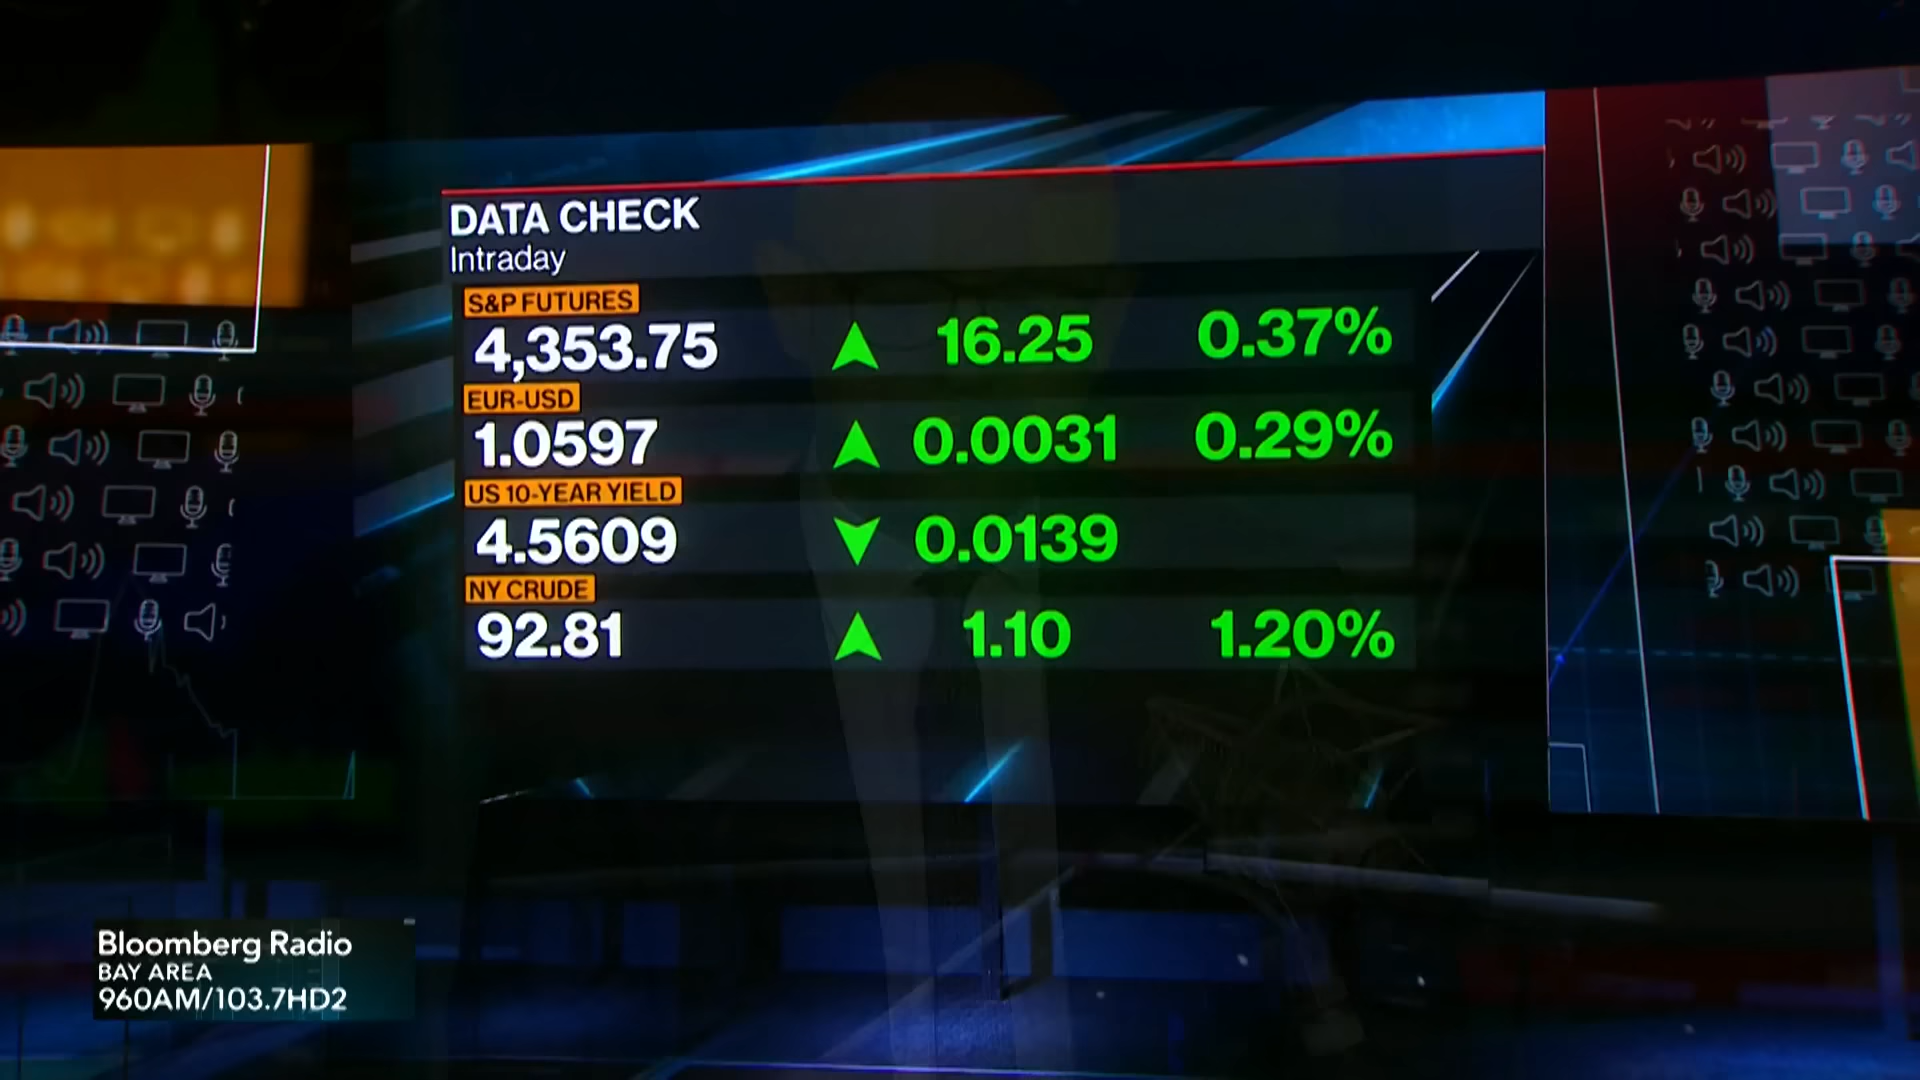 DATA CHECK
Intraday
S&P FUTURES
4,353.75 ▲ 16.25 0.37%
EUR-USD
1.0597 ▲ 0.0031 0.29%
US 10-YEAR YIELD
4.5609 ▼ 0.0139
NY CRUDE
92.81 ▲ 1.10 1.20%
Bloomberg Radio
BAY AREA
960AM/103.7HD2